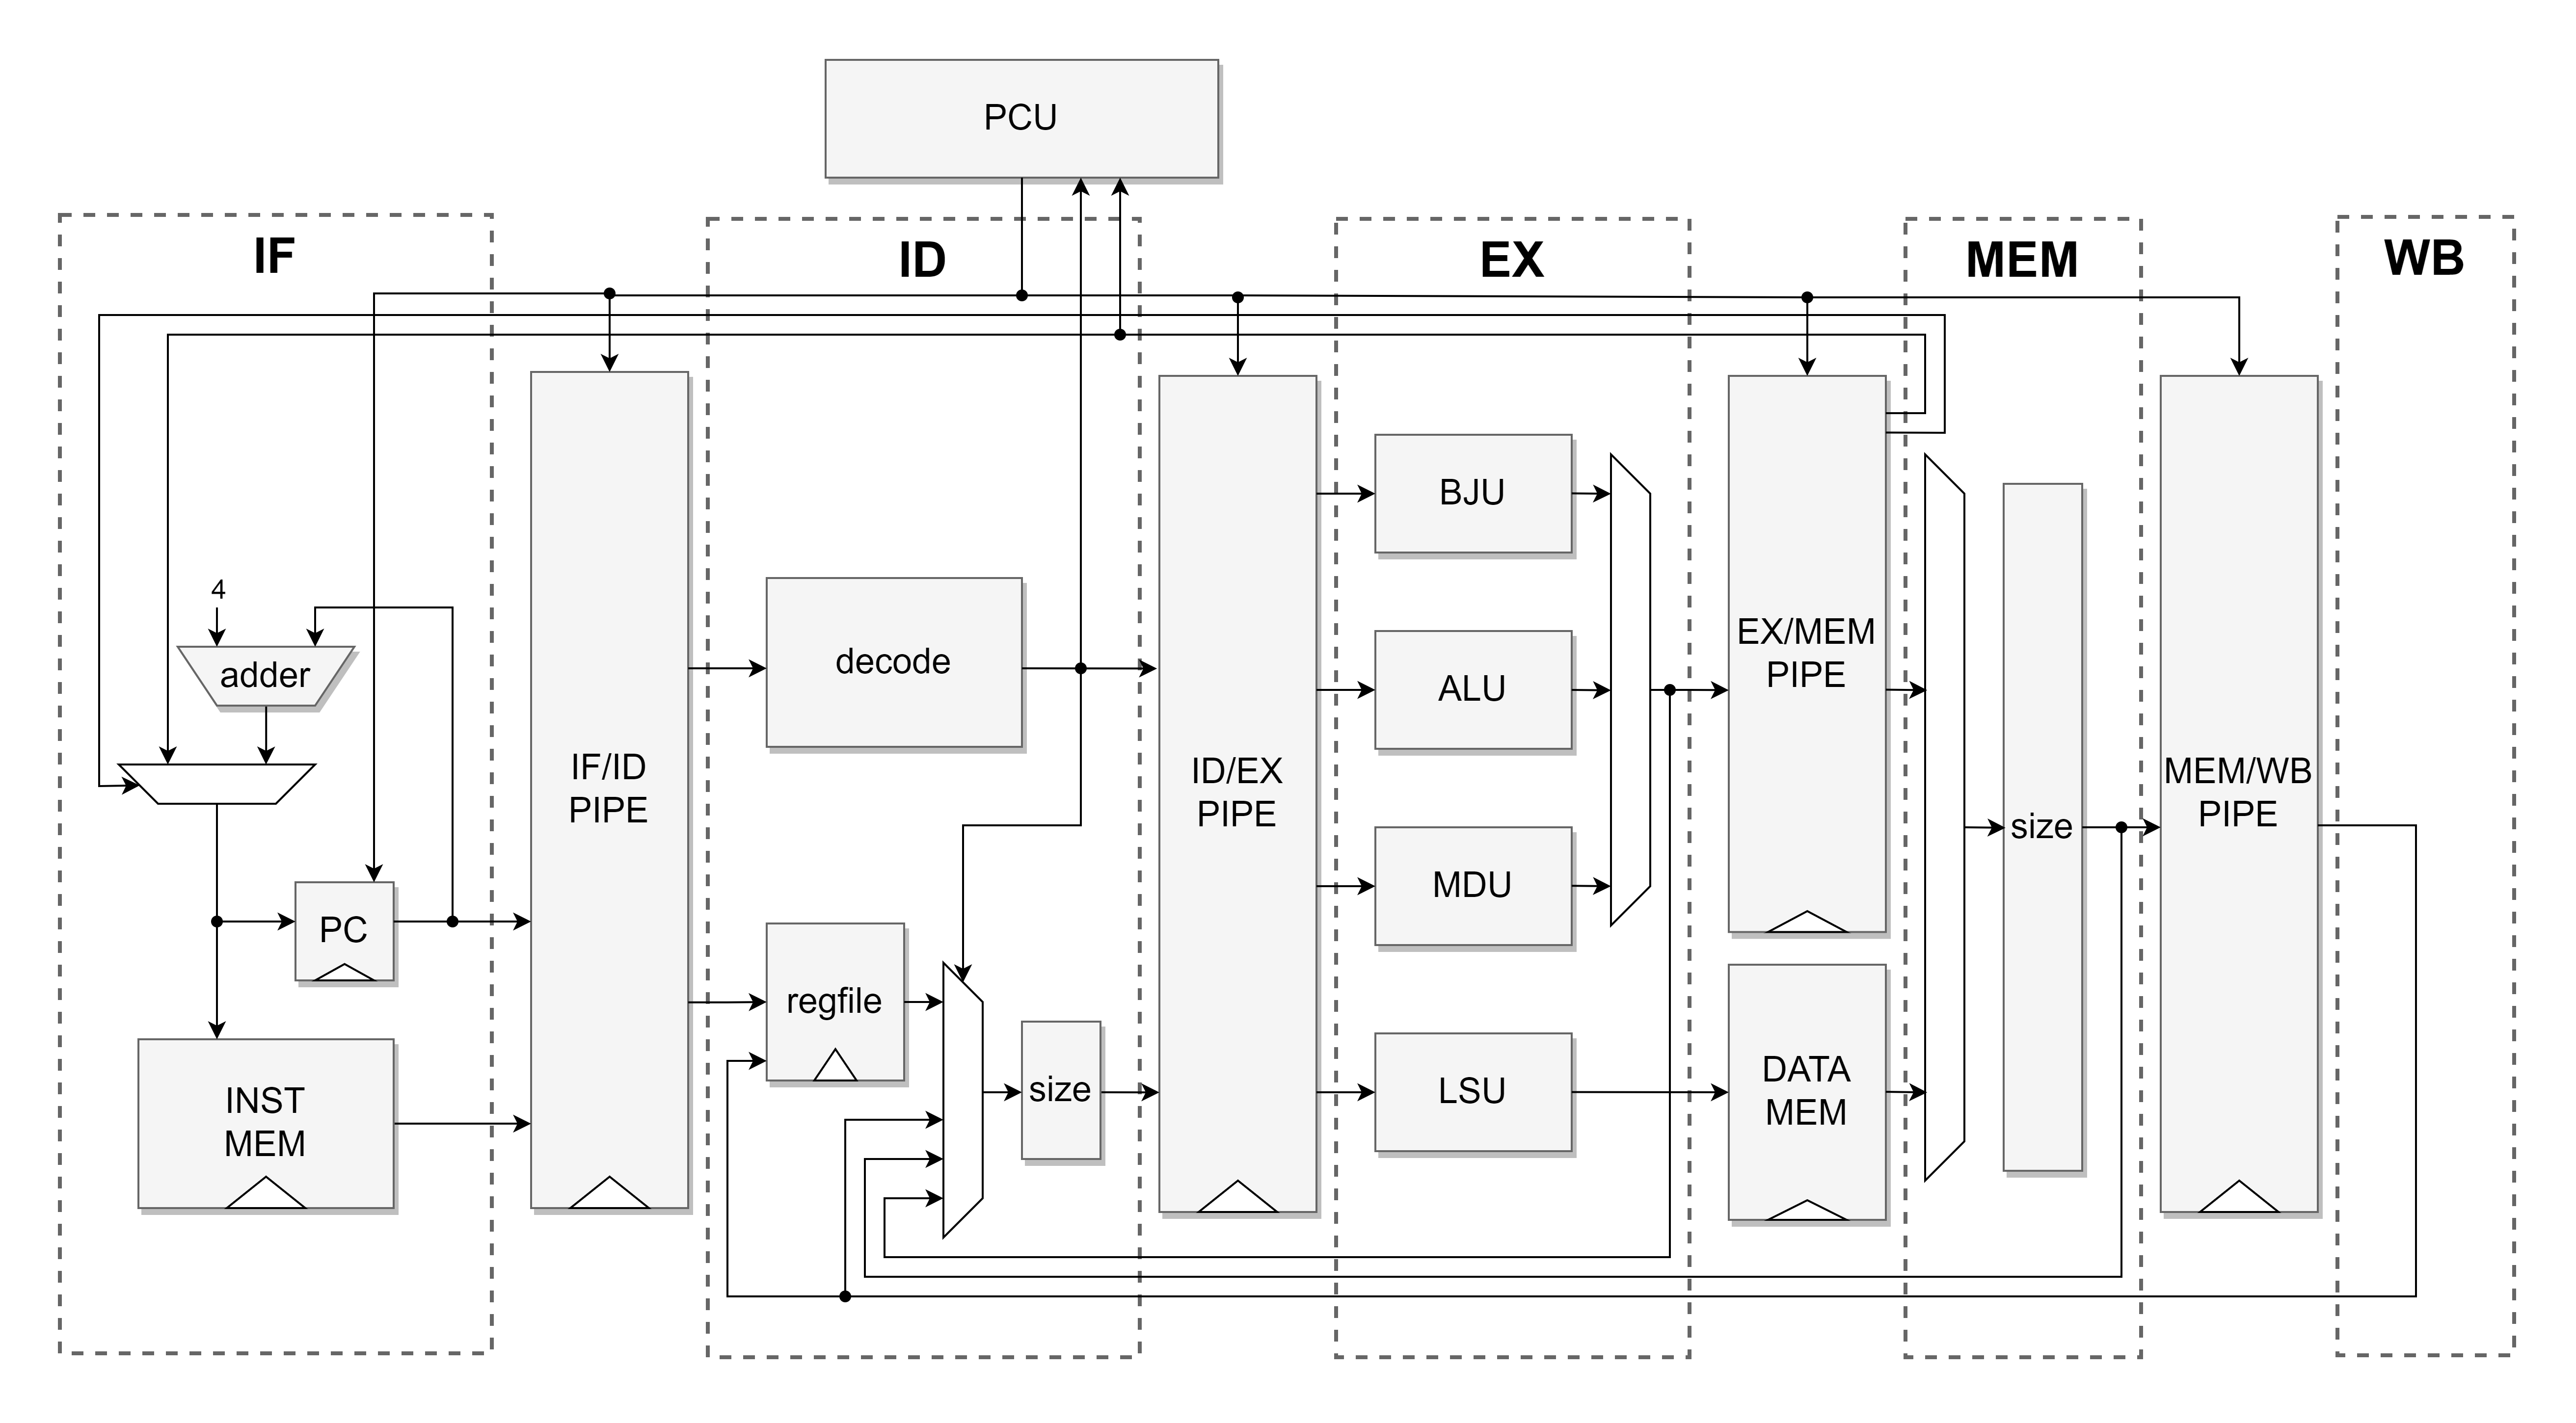 PCU
IF
ID
EX
MEM
WB
4
adder
PC
INST
MEM
IF/ID
PIPE
decode
regfile
size
ID/EX
PIPE
BJU
ALU
MDU
LSU
EX/MEM
PIPE
DATA
MEM
size
MEM/WB
PIPE